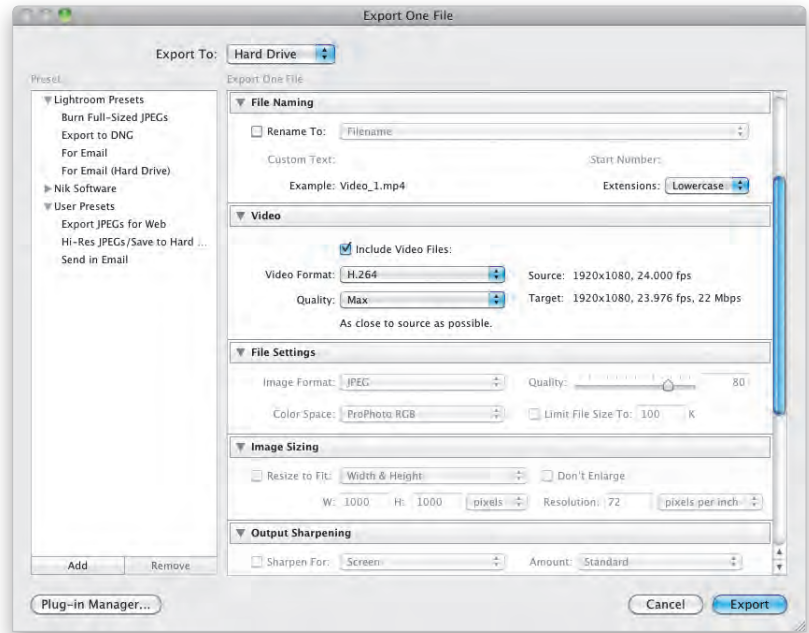 Export One File
Export To: Hard Drive
Preset: Export One File
Lightroom Presets
Burn Full-Sized JPEGs
Export to DNG
For Email
For Email (Hard Drive)
Nik Software
User Presets
Export JPEGs for Web
Hi-Res JPEGs/Save to Hard ...
Send in Email
Add Remove
File Naming
Rename To: Filename
Custom Text: Start Number:
Example: Video_1.mp4 Extensions: Lowercase
Video
Include Video Files:
Video Format: H.264 Source: 1920x1080, 24.000 fps
Quality: Max Target: 1920x1080, 23.976 fps, 22 Mbps
As close to source as possible.
File Settings
Image Format: JPEG Quality: 80
Color Space: ProPhoto RGB Limit File Size To: 100 K
Image Sizing
Resize to Fit: Width & Height Don't Enlarge
W: 1000 H: 1000 pixels Resolution: 72 pixels per inch
Output Sharpening
Sharpen For: Screen Amount: Standard
Plug-in Manager... Cancel Export